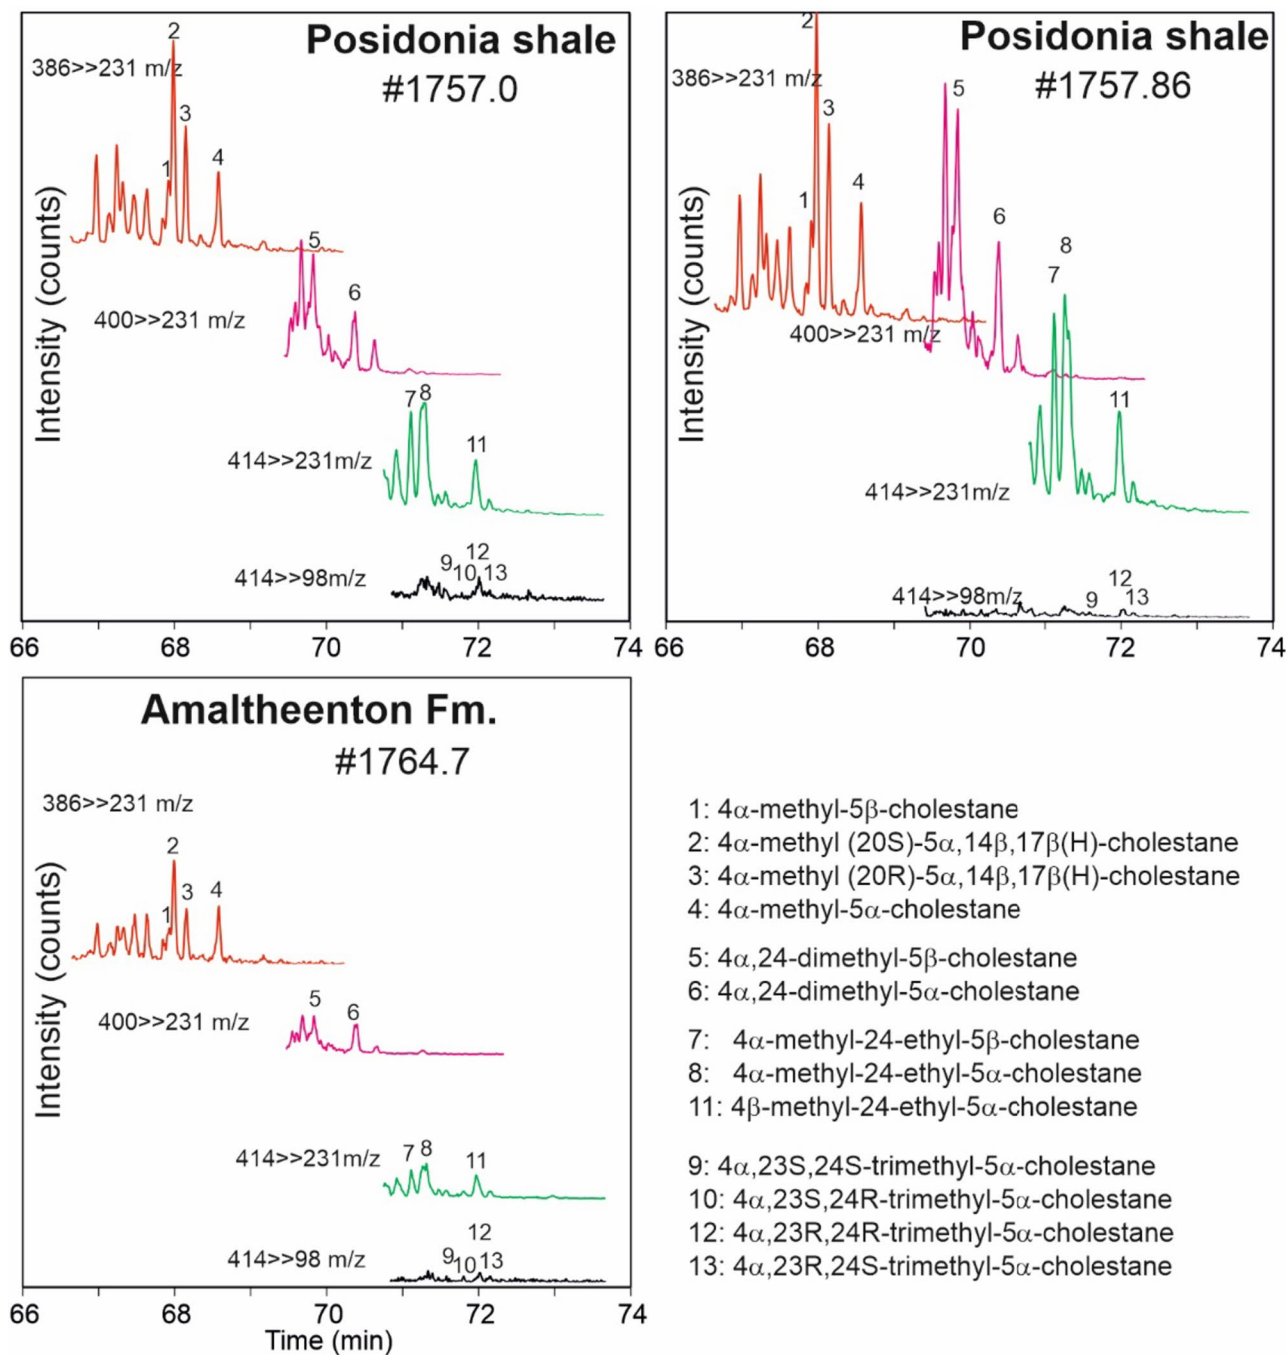 Posidonia shale
#1757.0
386>>231 m/z
2
3
1
4
5
400>>231 m/z
6
7 8
414>>231m/z
11
414>>98m/z
9
10
12
13
Intensity (counts)
66 68 70 72 74
Posidonia shale
#1757.86
386>>231 m/z
2
3
1
4
5
6
400>>231 m/z
8
7
11
414>>231m/z
414>>98m/z
9
12
13
Intensity (counts)
66 68 70 72 74
Amaltheenton Fm.
#1764.7
386>>231 m/z
2
1
3
4
400>>231 m/z
5
6
414>>231m/z
7 8
11
414>>98 m/z
9
10
12
13
Intensity (counts)
66 68 70 72 74
Time (min)
1: 4α-methyl-5β-cholestane
2: 4α-methyl (20S)-5α,14β,17β(H)-cholestane
3: 4α-methyl (20R)-5α,14β,17β(H)-cholestane
4: 4α-methyl-5α-cholestane
5: 4α,24-dimethyl-5β-cholestane
6: 4α,24-dimethyl-5α-cholestane
7: 4α-methyl-24-ethyl-5β-cholestane
8: 4α-methyl-24-ethyl-5α-cholestane
11: 4β-methyl-24-ethyl-5α-cholestane
9: 4α,23S,24S-trimethyl-5α-cholestane
10: 4α,23S,24R-trimethyl-5α-cholestane
12: 4α,23R,24R-trimethyl-5α-cholestane
13: 4α,23R,24S-trimethyl-5α-cholestane